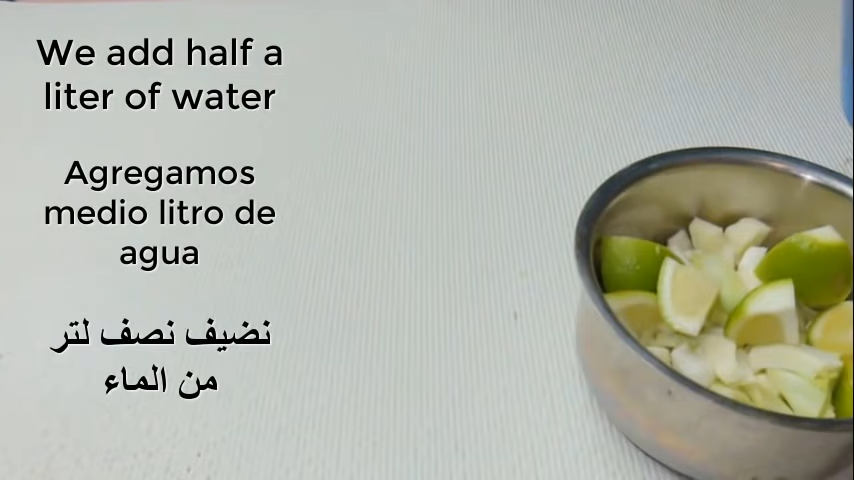 We add half a
liter of water
Agregamos
medio litro de
agua
نضيف نصف لتر
من الماء